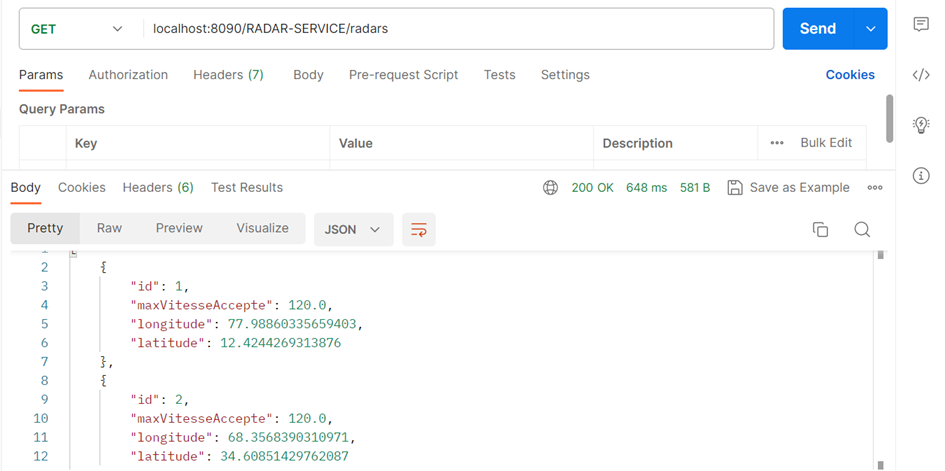 GET localhost:8090/RADAR-SERVICE/radars Send
Params Authorization Headers (7) Body Pre-request Script Tests Settings Cookies
Query Params
Key Value Description ••• Bulk Edit
Body Cookies Headers (6) Test Results 200 OK 648 ms 581 B Save as Example
Pretty Raw Preview Visualize JSON
1 [
2 {
3 "id": 1,
4 "maxVitesseAccepte": 120.0,
5 "longitude": 77.98860335659403,
6 "latitude": 12.4244269313876
7 },
8 {
9 "id": 2,
10 "maxVitesseAccepte": 120.0,
11 "longitude": 68.3568390310971,
12 "latitude": 34.60851429762087